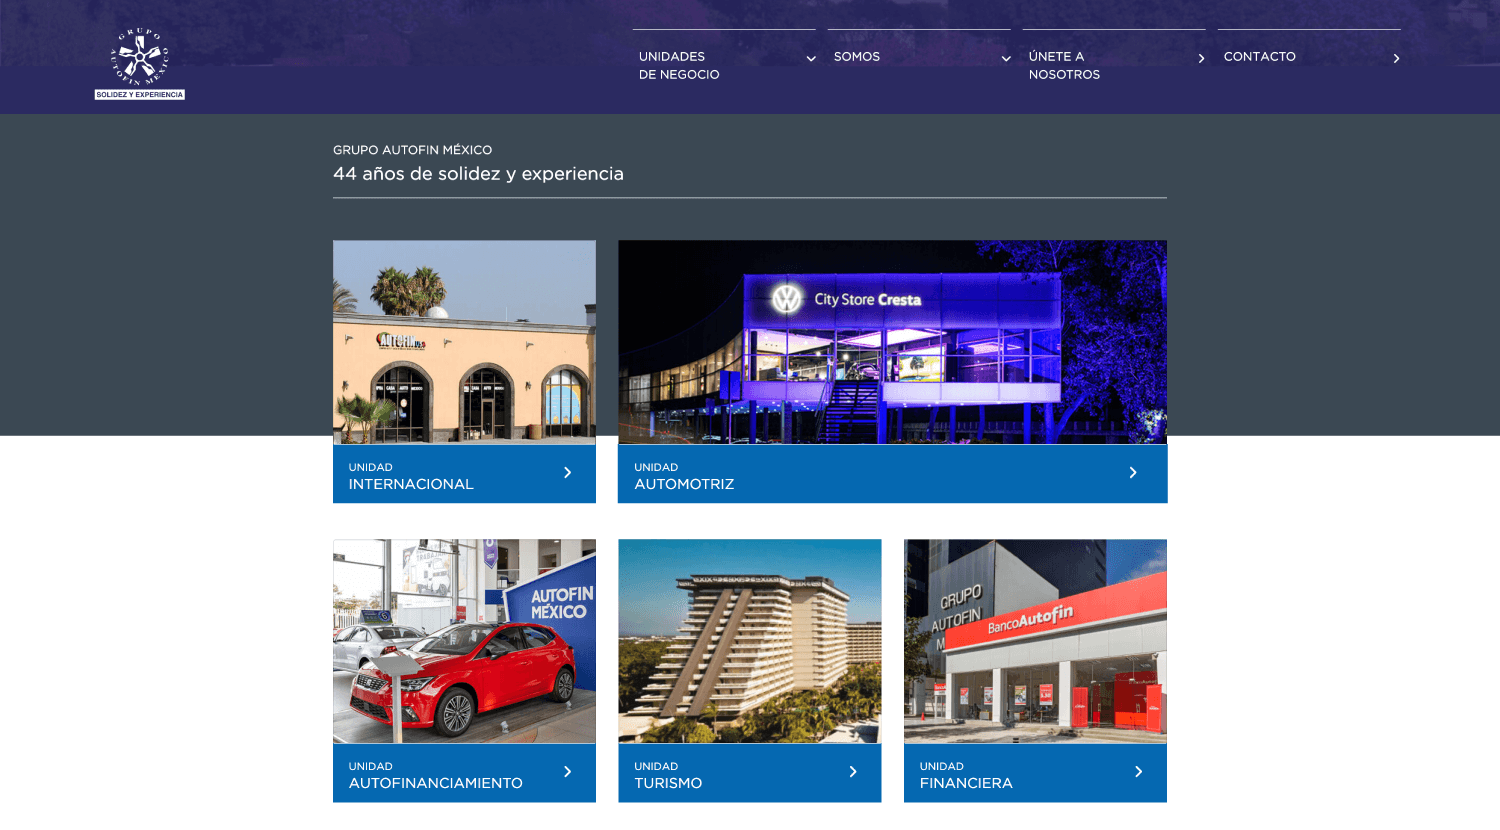 GRUPO
AUTOFIN MEXICO
SOLIDEZ Y EXPERIENCIA
UNIDADES
DE NEGOCIO
SOMOS
ÚNETE A
NOSOTROS
CONTACTO
GRUPO AUTOFIN MÉXICO
44 años de solidez y experiencia
AUTOFIN
City Store Cresta
UNIDAD
INTERNACIONAL
UNIDAD
AUTOMOTRIZ
AUTOFIN
MÉXICO
GRUPO
AUTOFIN
M
BancoAutofin
UNIDAD
AUTOFINANCIAMIENTO
UNIDAD
TURISMO
UNIDAD
FINANCIERA